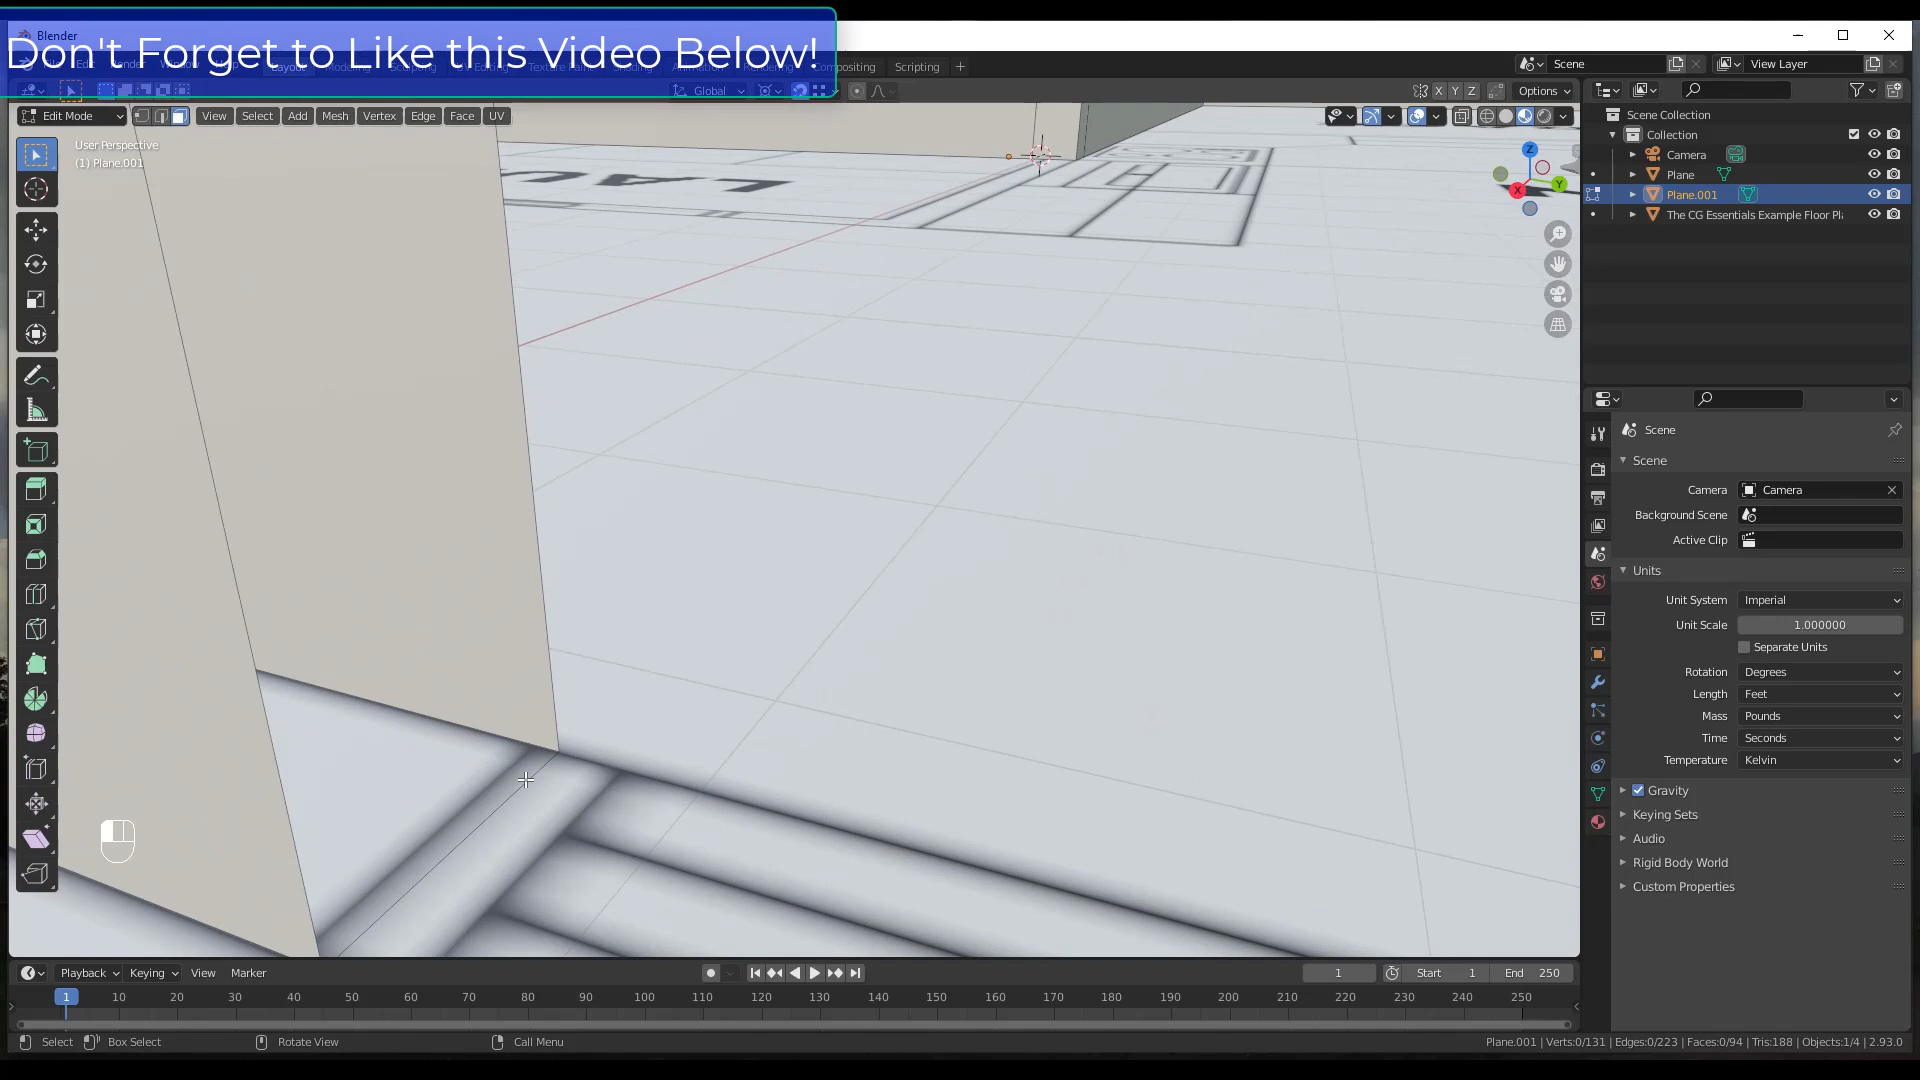 Blender
Don't Forget to Like this Video Below!
Scripting
Scene
View Layer
Global
X Y Z
Options
Edit Mode
View Select Add Mesh Vertex Edge Face UV
User Perspective
(1) Plane.001
Z
X
Y
Scene Collection
Collection
Camera
Plane
Plane.001
The CG Essentials Example Floor Pl
Scene
Scene
Camera
Camera
Background Scene
Active Clip
Units
Unit System
Imperial
Unit Scale
1.000000
Separate Units
Rotation
Degrees
Length
Feet
Mass
Pounds
Time
Seconds
Temperature
Kelvin
Gravity
Keying Sets
Audio
Rigid Body World
Custom Properties
Playback Keying View Marker
1
Start 1
End 250
1 10 20 30 40 50 60 70 80 90 100 110 120 130 140 150 160 170 180 190 200 210 220 230 240 250
Select Box Select Rotate View Call Menu
Plane.001 | Verts:0/131 | Edges:0/223 | Faces:0/94 | Tris:188 | Objects:1/4 | 2.93.0